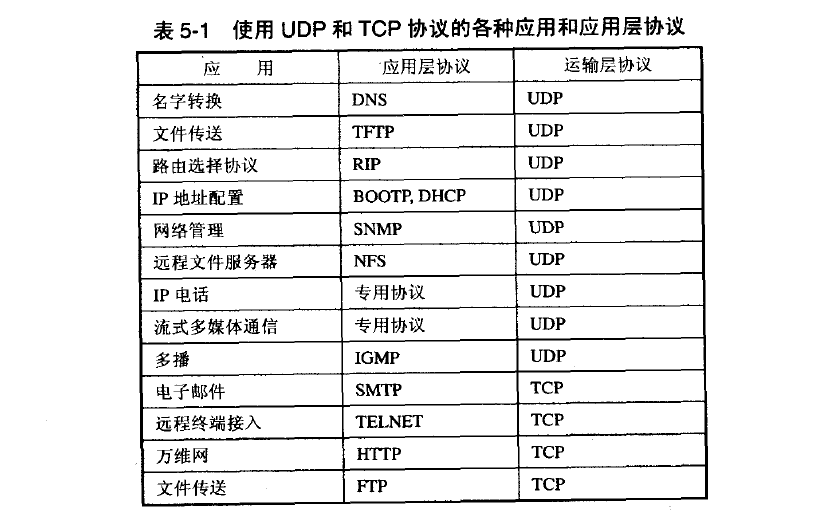 表 5-1 使用 UDP 和 TCP 协议的各种应用和应用层协议
应 用 应用层协议 运输层协议
名字转换 DNS UDP
文件传送 TFTP UDP
路由选择协议 RIP UDP
IP 地址配置 BOOTP, DHCP UDP
网络管理 SNMP UDP
远程文件服务器 NFS UDP
IP 电话 专用协议 UDP
流式多媒体通信 专用协议 UDP
多播 IGMP UDP
电子邮件 SMTP TCP
远程终端接入 TELNET TCP
万维网 HTTP TCP
文件传送 FTP TCP